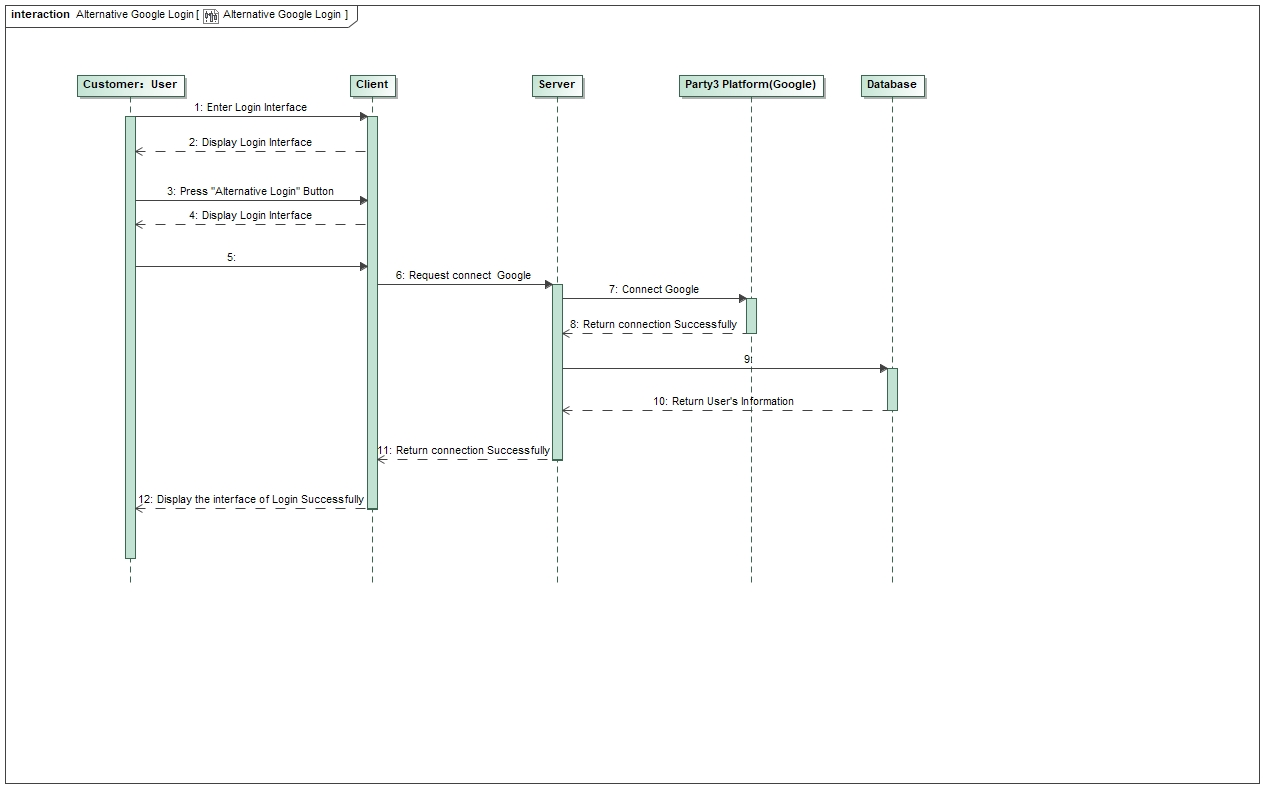 interaction Alternative Google Login [ Alternative Google Login ]
Customer: User
Client
Server
Party3 Platform(Google)
Database
1: Enter Login Interface
2: Display Login Interface
3: Press "Alternative Login" Button
4: Display Login Interface
5:
6: Request connect Google
7: Connect Google
8: Return connection Successfully
9:
10: Return User's Information
11: Return connection Successfully
12: Display the interface of Login Successfully